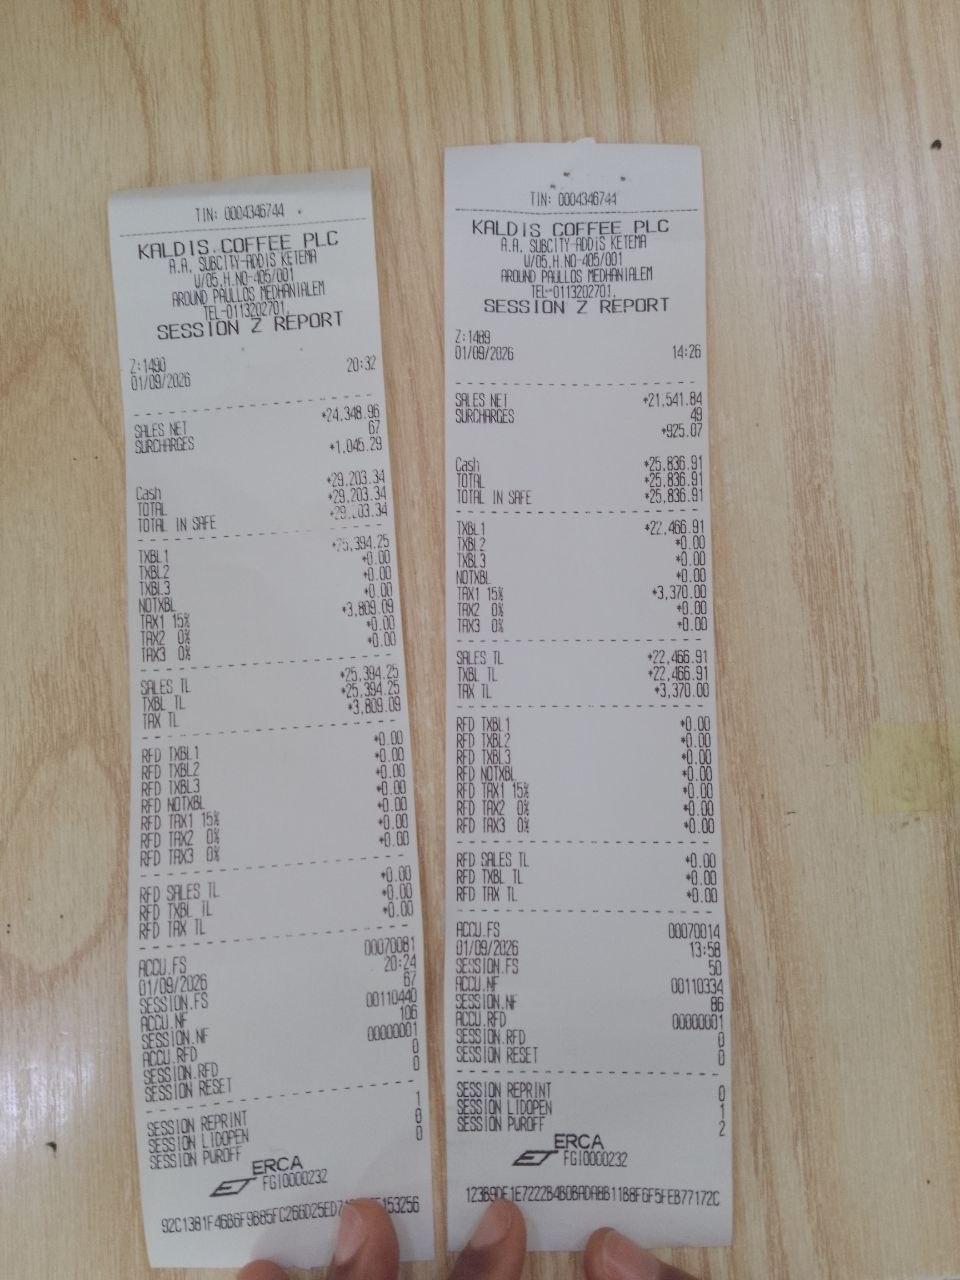 TIN: 0004346744
KALDIS COFFEE PLC
A.A, SUBCITY-ADDIS KETEMA
W/05,H.NO-405/001
AROUND PAULLOS MEDHANIALEM
TEL-0113202701,
SESSION Z REPORT
Z:1490
01/09/2026 20:32
SALES NET *24,348.96
SURCHARGES 67
*1,045.29
Cash *29,203.34
TOTAL *29,203.34
TOTAL IN SAFE *29,203.34
TXBL1 *25,394.25
TXBL2 *0.00
TXBL3 *0.00
NOTXBL *0.00
TAX1 15% *3,809.09
TAX2 0% *0.00
TAX3 0% *0.00
SALES TL *25,394.25
TXBL TL *25,394.25
TAX TL *3,809.09
RFD TXBL1 *0.00
RFD TXBL2 *0.00
RFD TXBL3 *0.00
RFD NOTXBL *0.00
RFD TAX1 15% *0.00
RFD TAX2 0% *0.00
RFD TAX3 0% *0.00
RFD SALES TL *0.00
RFD TXBL TL *0.00
RFD TAX TL *0.00
ACCU.FS 00070081
01/09/2026 20:24
SESSION.FS 67
ACCU.NF 00110440
SESSION.NF 106
ACCU.RFD 00000001
SESSION.RFD 0
SESSION RESET 0
SESSION REPRINT 1
SESSION LIDOPEN 0
SESSION PWROFF 0
ERCA
ET FGI0000232
TIN: 0004346744
KALDIS COFFEE PLC
A.A, SUBCITY-ADDIS KETEMA
W/05,H.NO-405/001
AROUND PAULLOS MEDHANIALEM
TEL-0113202701,
SESSION Z REPORT
Z:1489
01/09/2026 14:26
SALES NET *21,541.84
SURCHARGES 49
*925.07
Cash *25,836.91
TOTAL *25,836.91
TOTAL IN SAFE *25,836.91
TXBL1 *22,466.91
TXBL2 *0.00
TXBL3 *0.00
NOTXBL *0.00
TAX1 15% *3,370.00
TAX2 0% *0.00
TAX3 0% *0.00
SALES TL *22,466.91
TXBL TL *22,466.91
TAX TL *3,370.00
RFD TXBL1 *0.00
RFD TXBL2 *0.00
RFD TXBL3 *0.00
RFD NOTXBL *0.00
RFD TAX1 15% *0.00
RFD TAX2 0% *0.00
RFD TAX3 0% *0.00
RFD SALES TL *0.00
RFD TXBL TL *0.00
RFD TAX TL *0.00
ACCU.FS 00070014
01/09/2026 13:58
SESSION.FS 50
ACCU.NF 00110334
SESSION.NF 86
ACCU.RFD 00000001
SESSION.RFD 0
SESSION RESET 0
SESSION REPRINT 0
SESSION LIDOPEN 1
SESSION PWROFF 2
ERCA
ET FGI0000232